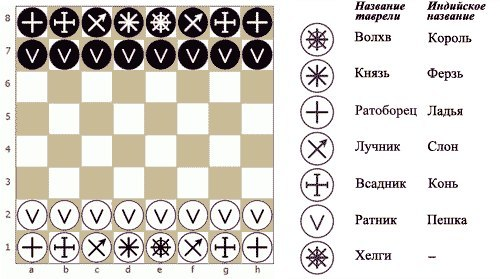 Название таврели Индийское название
8
7
6
5
4
3
2
1
a b c d e f g h
Волхв Король
Князь Ферзь
Ратоборец Ладья
Лучник Слон
Всадник Конь
Ратник Пешка
Хелги –